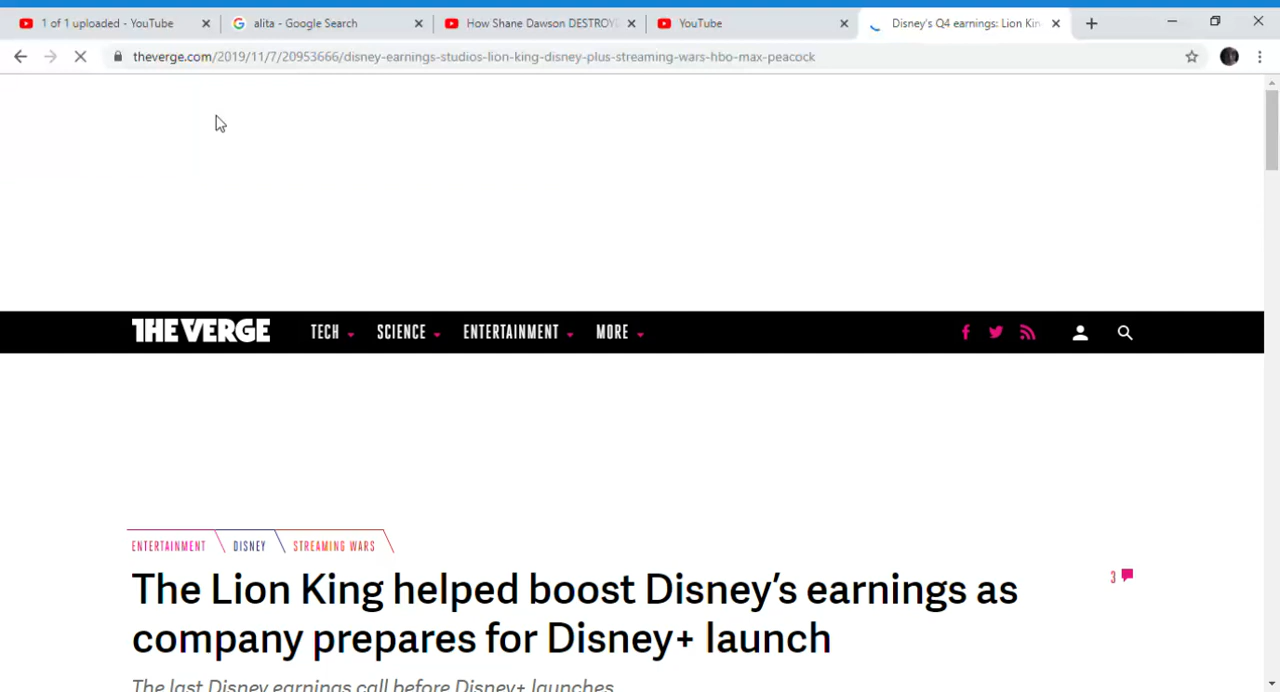 1 of 1 uploaded - YouTube
alita - Google Search
How Shane Dawson DESTROY
YouTube
Disney's Q4 earnings: Lion Kin
theverge.com/2019/11/7/20953666/disney-earnings-studios-lion-king-disney-plus-streaming-wars-hbo-max-peacock
THE VERGE TECH SCIENCE ENTERTAINMENT MORE
ENTERTAINMENT DISNEY STREAMING WARS
3
The Lion King helped boost Disney's earnings as
company prepares for Disney+ launch
The last Disney earnings call before Disney+ launches